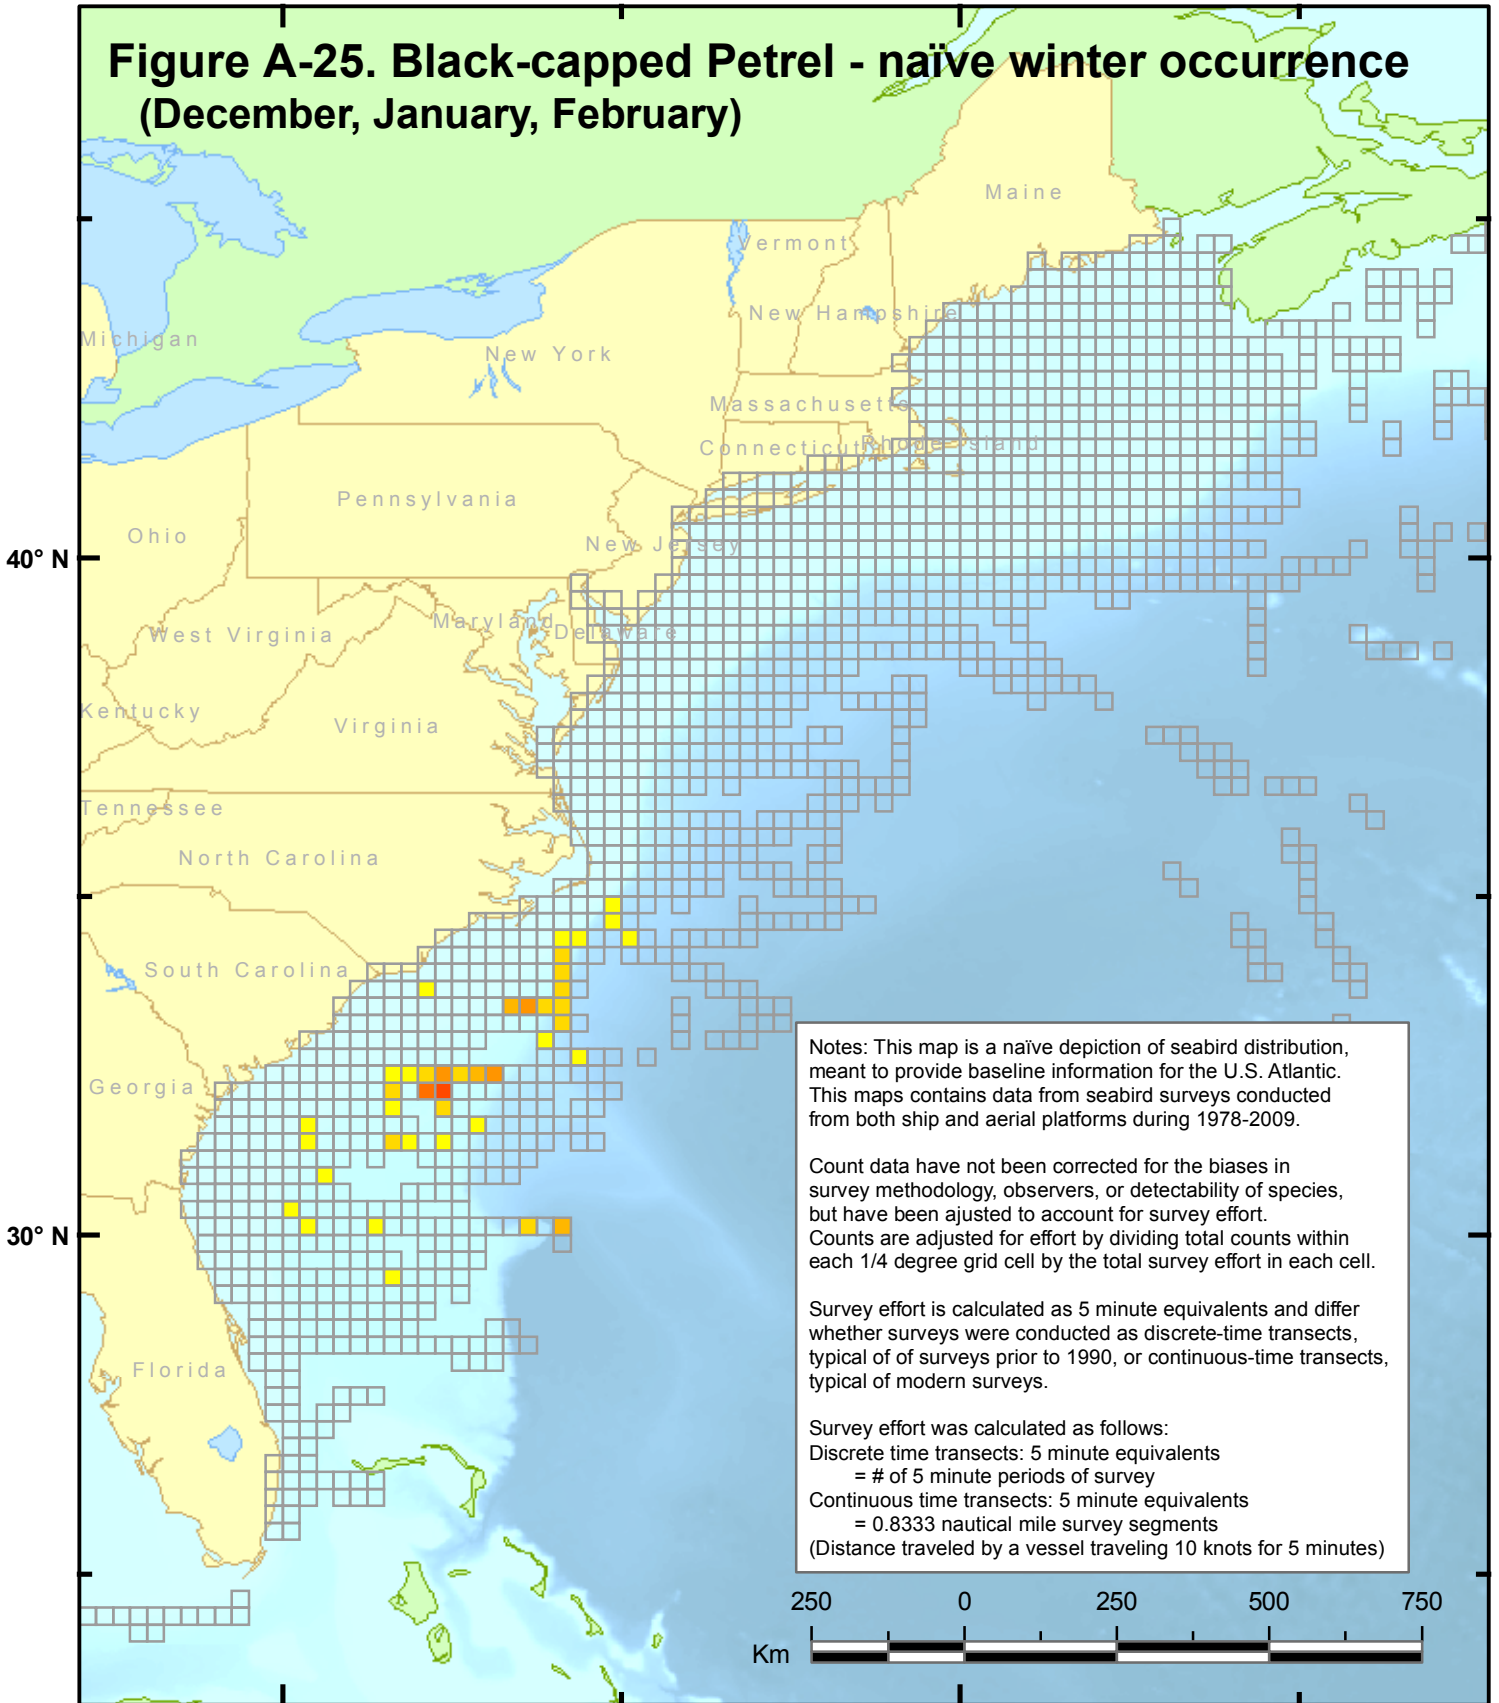 Figure A-25. Black-capped Petrel - naïve winter occurrence
(December, January, February)
Maine
Vermont
New Hampshire
Michigan
New York
Massachusetts
Connecticut
Rhode Island
Pennsylvania
Ohio
New Jersey
40° N
Maryland
Delaware
West Virginia
Kentucky
Virginia
Tennessee
North Carolina
South Carolina
Georgia
30° N
Florida
Notes: This map is a naïve depiction of seabird distribution,
meant to provide baseline information for the U.S. Atlantic.
This maps contains data from seabird surveys conducted
from both ship and aerial platforms during 1978-2009.
Count data have not been corrected for the biases in
survey methodology, observers, or detectability of species,
but have been ajusted to account for survey effort.
Counts are adjusted for effort by dividing total counts within
each 1/4 degree grid cell by the total survey effort in each cell.
Survey effort is calculated as 5 minute equivalents and differ
whether surveys were conducted as discrete-time transects,
typical of of surveys prior to 1990, or continuous-time transects,
typical of modern surveys.
Survey effort was calculated as follows:
Discrete time transects: 5 minute equivalents
= # of 5 minute periods of survey
Continuous time transects: 5 minute equivalents
= 0.8333 nautical mile survey segments
(Distance traveled by a vessel traveling 10 knots for 5 minutes)
250 0 250 500 750
Km